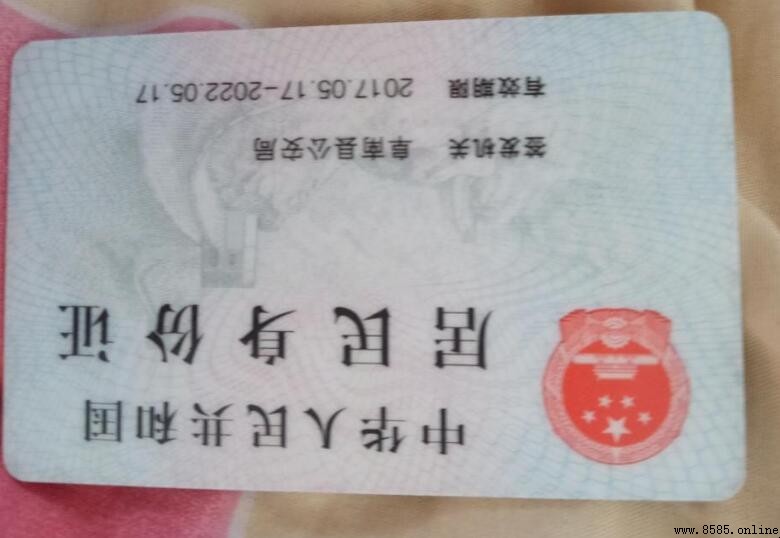 中华人民共和国
居民身份证
签发机关 阜南县公安局
有效期限 2017.05.17-2022.05.17
www.8585.online